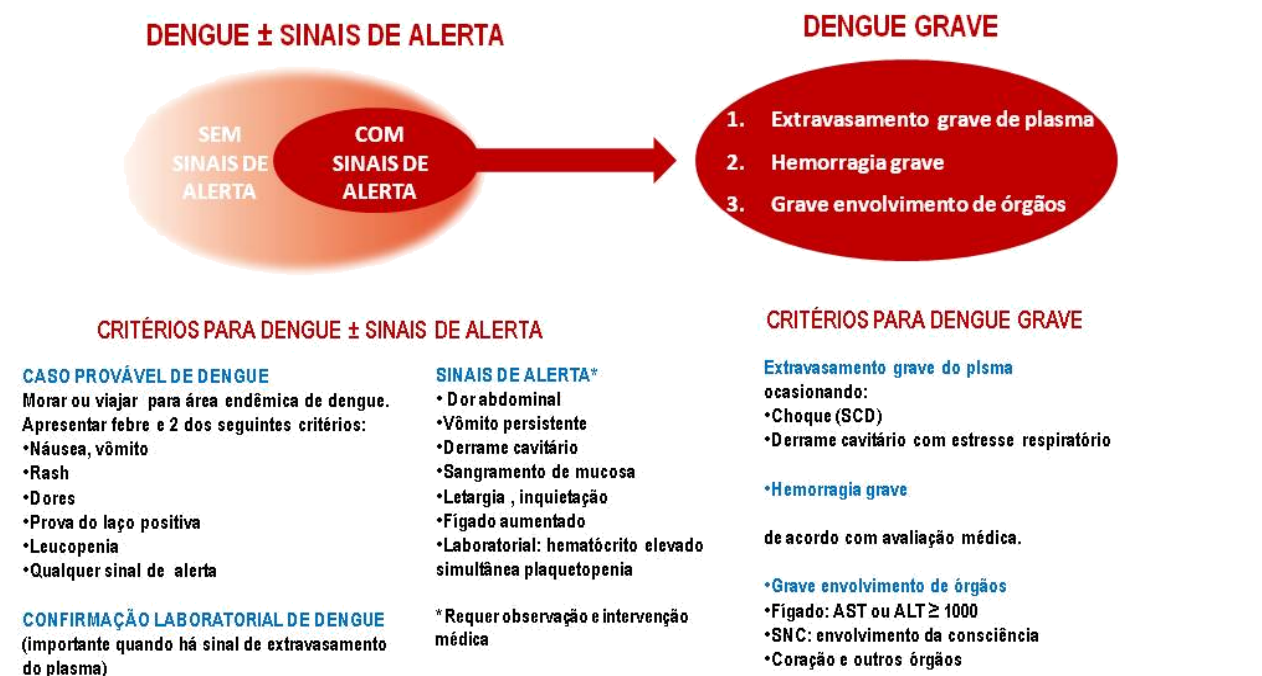 DENGUE ± SINAIS DE ALERTA
SEM
SINAIS DE
ALERTA
COM
SINAIS DE
ALERTA
DENGUE GRAVE
1. Extravasamento grave de plasma
2. Hemorragia grave
3. Grave envolvimento de órgãos
CRITÉRIOS PARA DENGUE ± SINAIS DE ALERTA
CASO PROVÁVEL DE DENGUE
Morar ou viajar para área endêmica de dengue.
Apresentar febre e 2 dos seguintes critérios:
•Náusea, vômito
•Rash
•Dores
•Prova do laço positiva
•Leucopenia
•Qualquer sinal de alerta
CONFIRMAÇÃO LABORATORIAL DE DENGUE
(importante quando há sinal de extravasamento
do plasma)
SINAIS DE ALERTA*
• Dor abdominal
•Vômito persistente
•Derrame cavitário
•Sangramento de mucosa
•Letargia , inquietação
•Fígado aumentado
•Laboratorial: hematócrito elevado
simultânea plaquetopenia
* Requer observação e intervenção
médica
CRITÉRIOS PARA DENGUE GRAVE
Extravasamento grave do plsma
ocasionando:
•Choque (SCD)
•Derrame cavitário com estresse respiratório
•Hemorragia grave
de acordo com avaliação médica.
•Grave envolvimento de órgãos
•Fígado: AST ou ALT ≥ 1000
•SNC: envolvimento da consciência
•Coração e outros órgãos